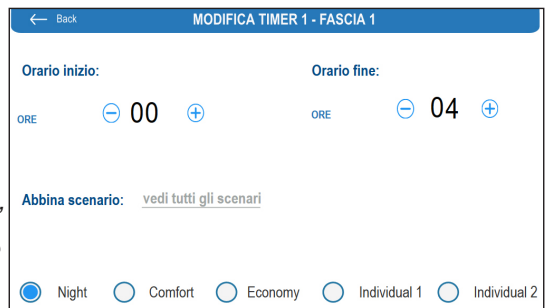 ← Back MODIFICA TIMER 1 - FASCIA 1
Orario inizio: Orario fine:
ORE − 00 + ORE − 04 +
Abbina scenario: vedi tutti gli scenari
Night Comfort Economy Individual 1 Individual 2